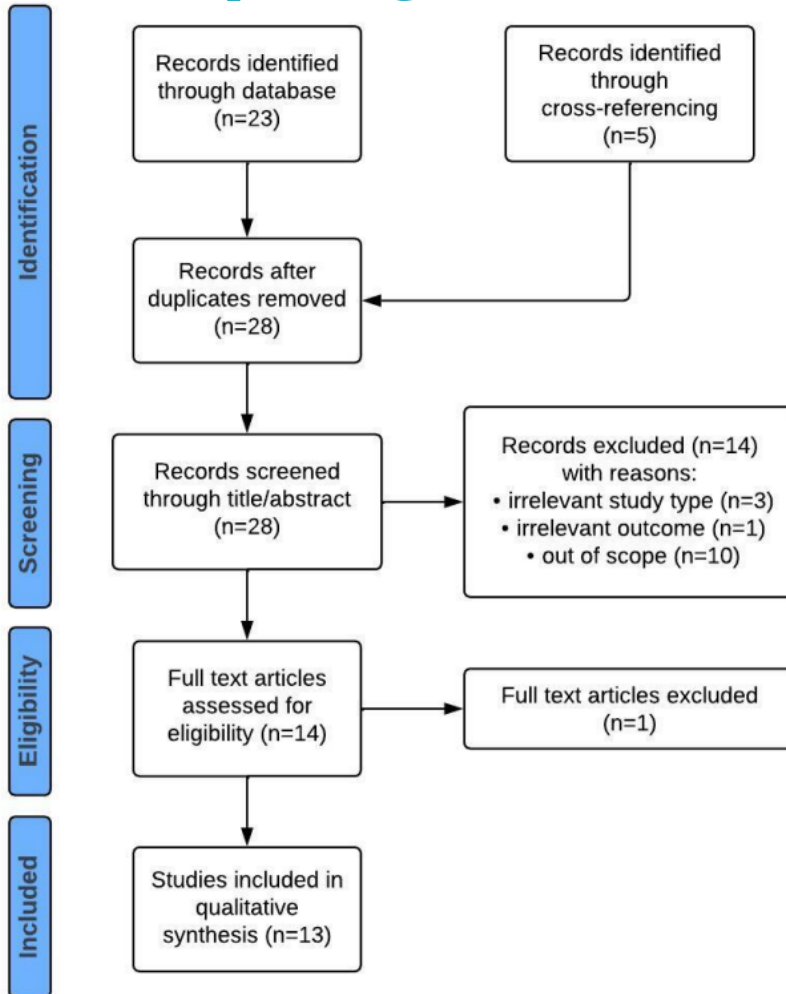 Identification
Records identified
through database
(n=23)
Records identified
through
cross-referencing
(n=5)
Records after
duplicates removed
(n=28)
Screening
Records screened
through title/abstract
(n=28)
Records excluded (n=14)
with reasons:
• irrelevant study type (n=3)
• irrelevant outcome (n=1)
• out of scope (n=10)
Eligibility
Full text articles
assessed for
eligibility (n=14)
Full text articles excluded
(n=1)
Included
Studies included in
qualitative
synthesis (n=13)